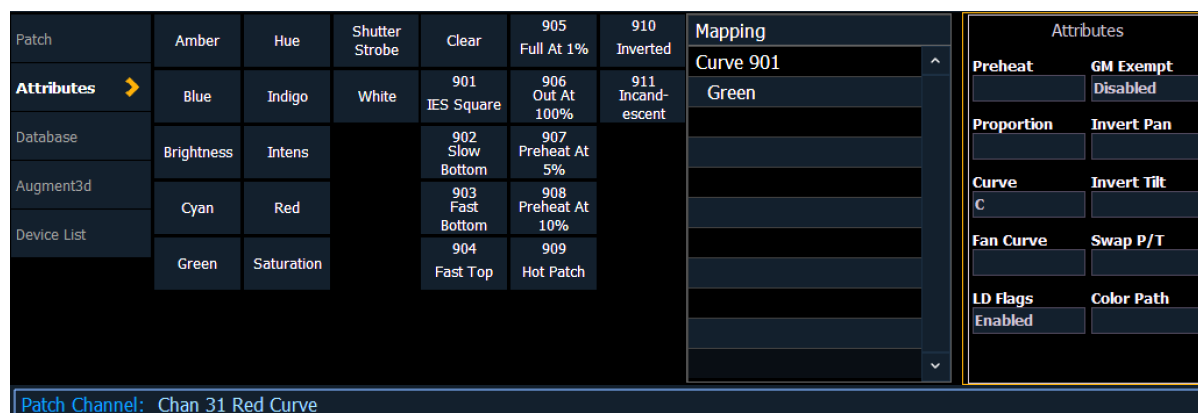 Patch
Attributes
Database
Augment3d
Device List
Amber
Hue
Shutter
Strobe
Blue
Indigo
White
Brightness
Intens
Cyan
Red
Green
Saturation
Clear
905
Full At 1%
910
Inverted
901
IES Square
906
Out At
100%
911
Incand-
escent
902
Slow
Bottom
907
Preheat At
5%
903
Fast
Bottom
908
Preheat At
10%
904
Fast Top
909
Hot Patch
Mapping
Curve 901
Green
Attributes
Preheat
GM Exempt
Disabled
Proportion
Invert Pan
Curve
C
Invert Tilt
Fan Curve
Swap P/T
LD Flags
Enabled
Color Path
Patch Channel: Chan 31 Red Curve